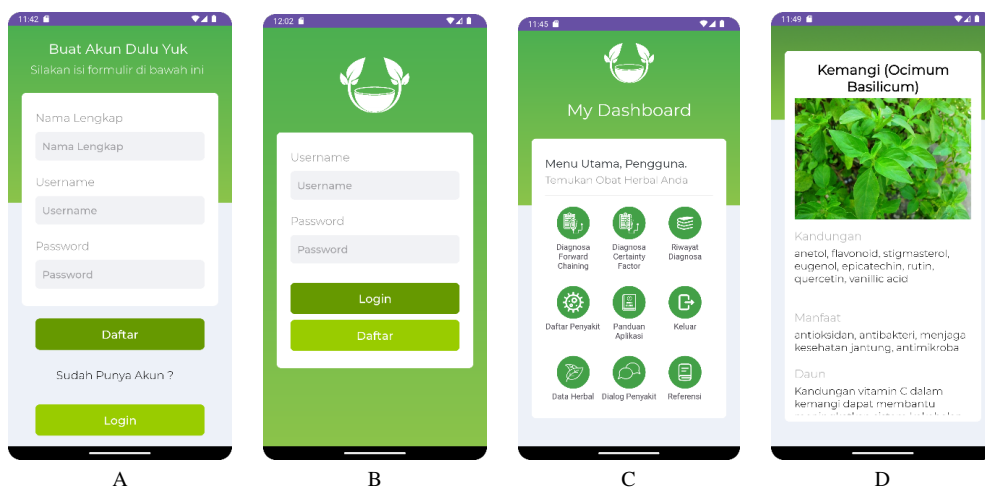 11:42
Buat Akun Dulu Yuk
Silakan isi formulir di bawah ini
Nama Lengkap
Nama Lengkap
Username
Username
Password
Password
Daftar
Sudah Punya Akun ?
Login
A
12:02
Username
Username
Password
Password
Login
Daftar
B
11:45
My Dashboard
Menu Utama, Pengguna.
Temukan Obat Herbal Anda
Diagnosa
Forward
Chaining
Diagnosa
Certainty
Factor
Riwayat
Diagnosa
Daftar Penyakit
Panduan
Aplikasi
Keluar
Data Herbal
Dialog Penyakit
Referensi
C
11:49
Kemangi (Ocimum
Basilicum)
Kandungan
anetol, flavonoid, stigmasterol,
eugenol, epicatechin, rutin,
quercetin, vanillic acid
Manfaat
antioksidan, antibakteri, menjaga
kesehatan jantung, antimikroba
Daun
Kandungan vitamin C dalam
kemangi dapat membantu
D